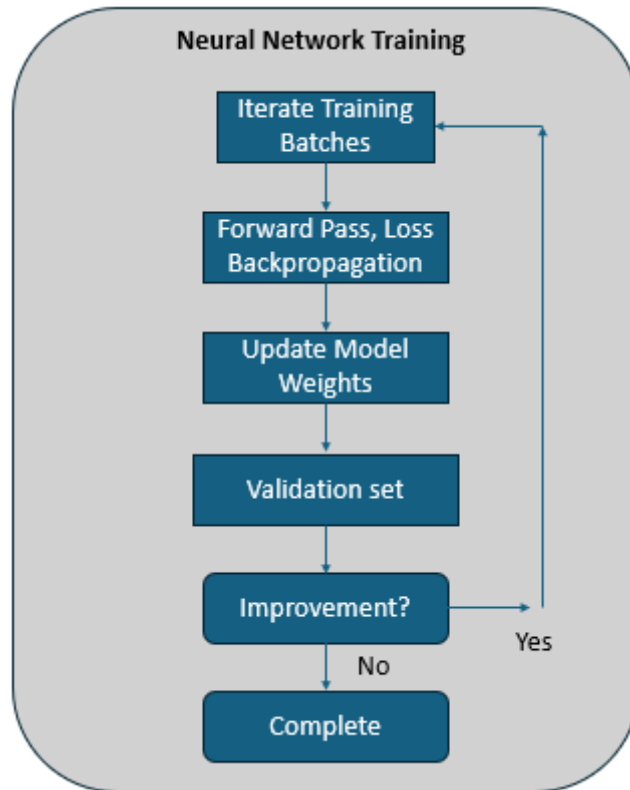 Neural Network Training
Iterate Training
Batches
Forward Pass, Loss
Backpropagation
Update Model
Weights
Validation set
Improvement?
Yes
No
Complete